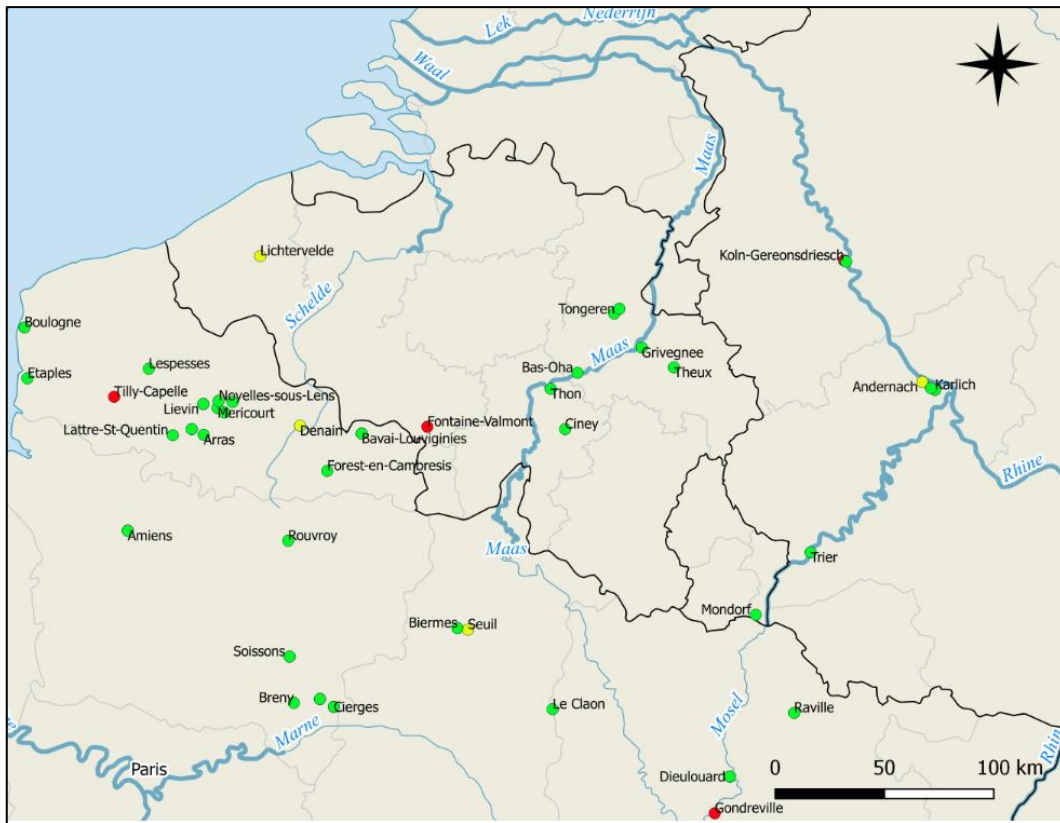 Lek
Nederrijn
Waal
Maas
Lichtervelde
Koln-Gereonsdriesch
Schelde
Tongeren
Boulogne
Maas
Grivegnee
Lespesses
Bas-Oha
Theux
Etaples
Andernach
Karlich
Tilly-Capelle
Noyelles-sous-Lens
Thon
Lievin
Mericourt
Fontaine-Valmont
Lattre-St-Quentin
Arras
Denain
Bavai-Louvignies
Ciney
Forest-en-Cambresis
Rhine
Amiens
Rouvroy
Maas
Trier
Mondorf
Biermes
Seuil
Soissons
Breny
Cierges
Le Claon
Raville
Marne
Mosel
Rhin
Paris
Dieulouard
0 50 100 km
Gondreville